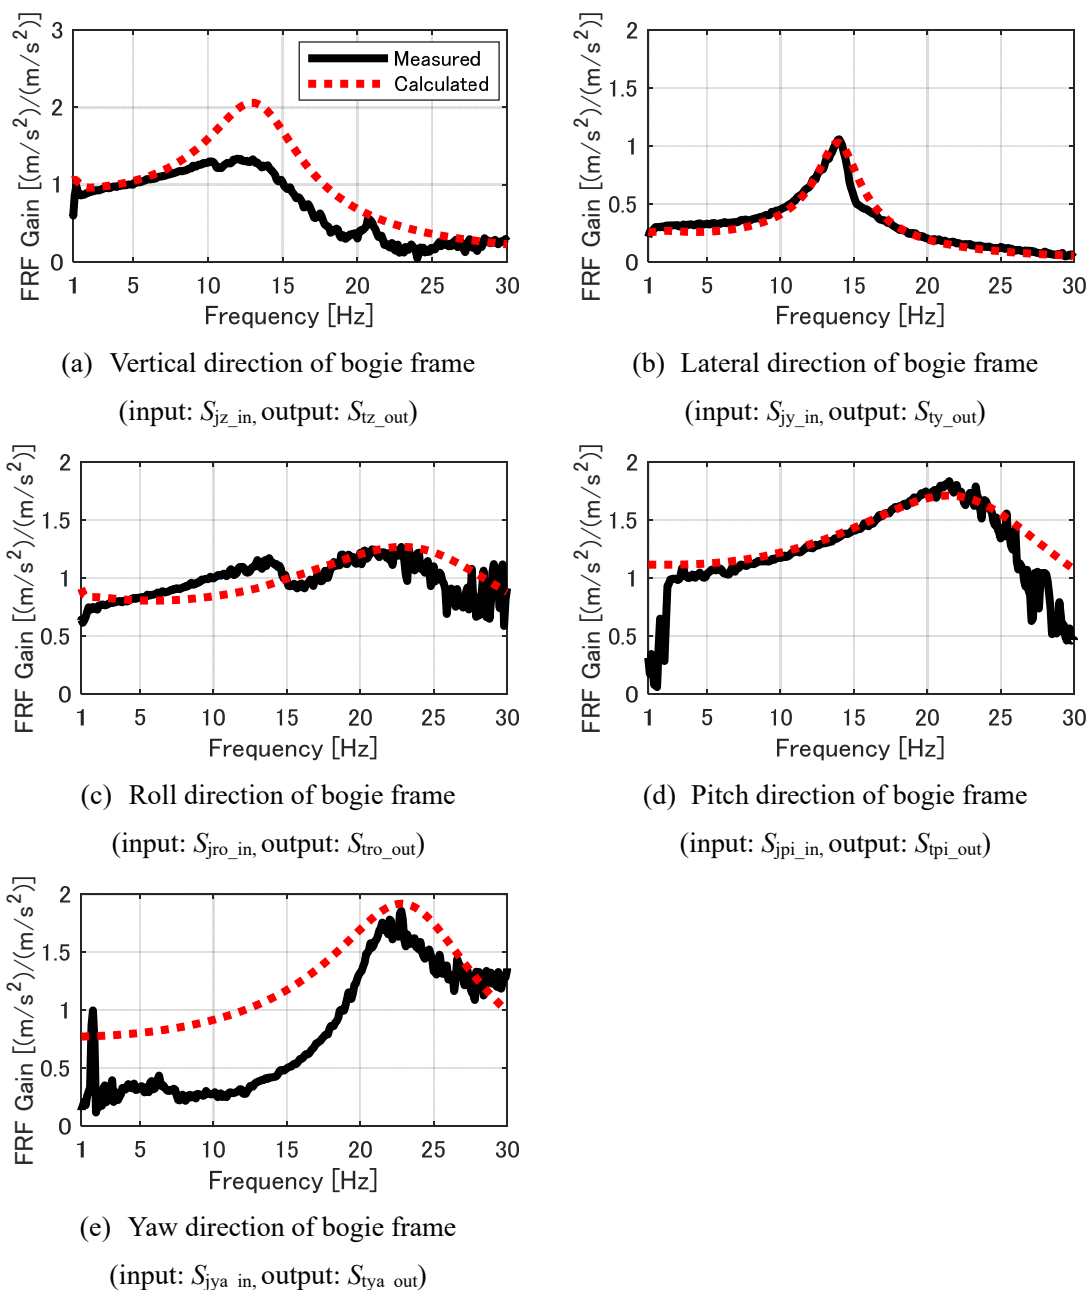 FRF Gain [(m/s²)/(m/s²)]
3
2
1
0
Measured
Calculated
1 5 10 15 20 25 30
Frequency [Hz]
(a) Vertical direction of bogie frame
(input: Sjz_in, output: Stz_out)
FRF Gain [(m/s²)/(m/s²)]
2
1.5
1
0.5
0
1 5 10 15 20 25 30
Frequency [Hz]
(b) Lateral direction of bogie frame
(input: Sjy_in, output: Sty_out)
FRF Gain [(m/s²)/(m/s²)]
2
1.5
1
0.5
0
1 5 10 15 20 25 30
Frequency [Hz]
(c) Roll direction of bogie frame
(input: Sjro_in, output: Stro_out)
FRF Gain [(m/s²)/(m/s²)]
2
1.5
1
0.5
0
1 5 10 15 20 25 30
Frequency [Hz]
(d) Pitch direction of bogie frame
(input: Sjpi_in, output: Stpi_out)
FRF Gain [(m/s²)/(m/s²)]
2
1.5
1
0.5
0
1 5 10 15 20 25 30
Frequency [Hz]
(e) Yaw direction of bogie frame
(input: Sjya_in, output: Stya_out)